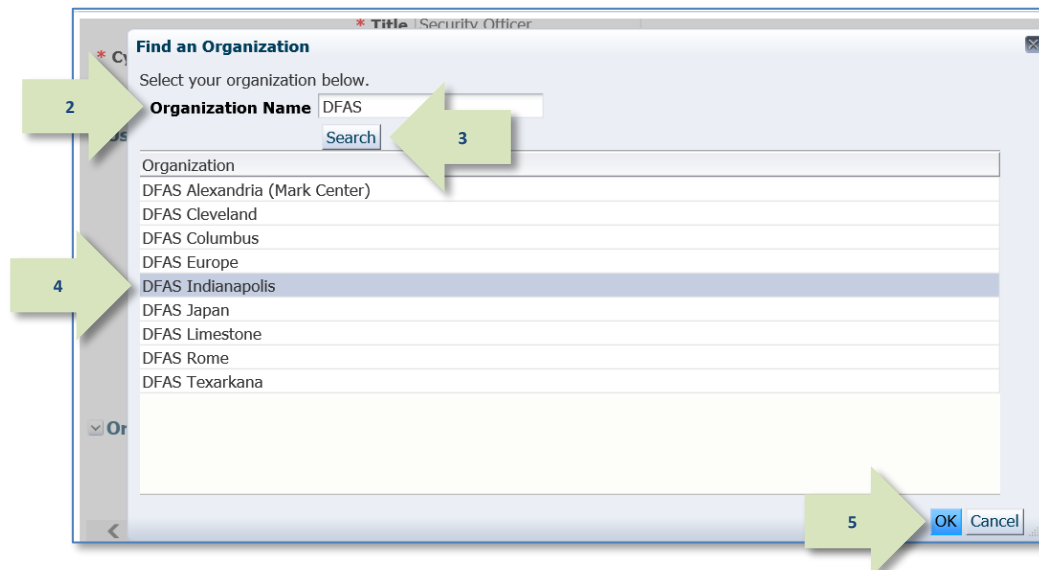 * Title Security Officer
Find an Organization
* Cy
Select your organization below.
2
Organization Name DFAS
Search
3
Organization
DFAS Alexandria (Mark Center)
DFAS Cleveland
DFAS Columbus
DFAS Europe
4
DFAS Indianapolis
DFAS Japan
DFAS Limestone
DFAS Rome
DFAS Texarkana
Or
5
OK Cancel